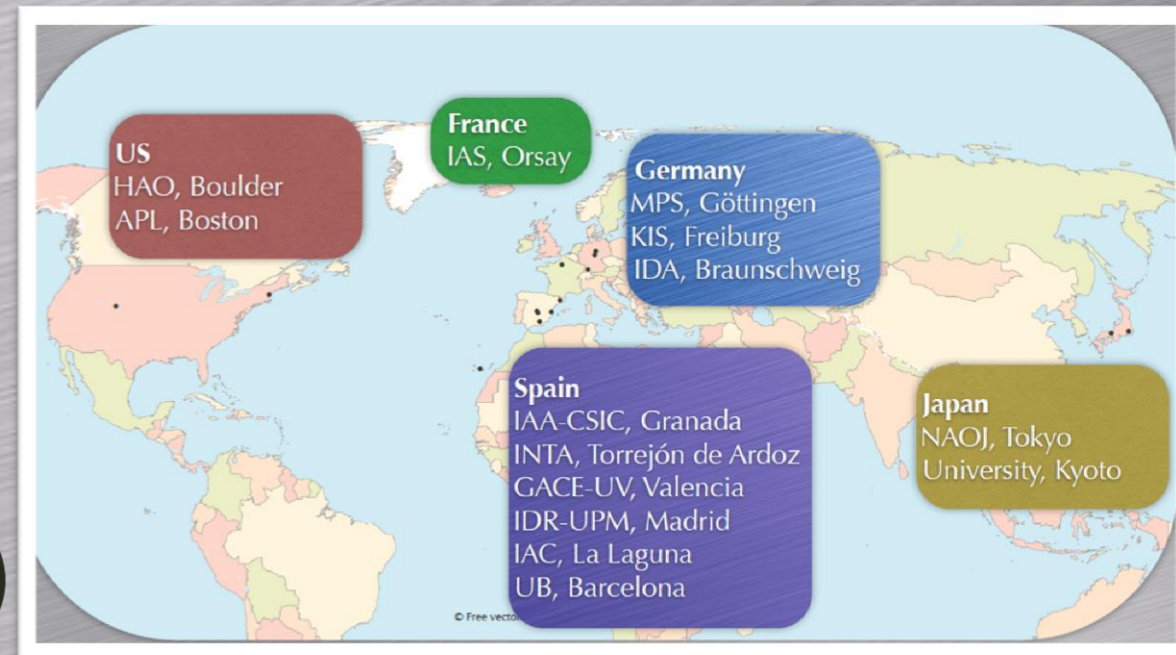 US
HAO, Boulder
APL, Boston
France
IAS, Orsay
Germany
MPS, Göttingen
KIS, Freiburg
IDA, Braunschweig
Spain
IAA-CSIC, Granada
INTA, Torrejón de Ardoz
GACE-UV, Valencia
IDR-UPM, Madrid
IAC, La Laguna
UB, Barcelona
Japan
NAOJ, Tokyo
University, Kyoto
© Free vector